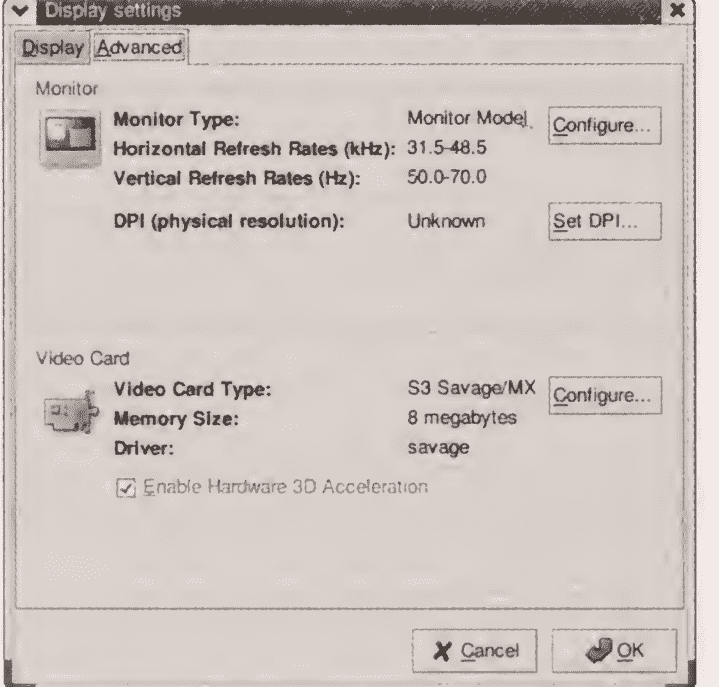 Display settings
Display Advanced
Monitor
Monitor Type: Monitor Model Configure...
Horizontal Refresh Rates (kHz): 31.5-48.5
Vertical Refresh Rates (Hz): 50.0-70.0
DPI (physical resolution): Unknown Set DPI...
Video Card
Video Card Type: S3 Savage/MX Configure...
Memory Size: 8 megabytes
Driver: savage
Enable Hardware 3D Acceleration
Cancel OK